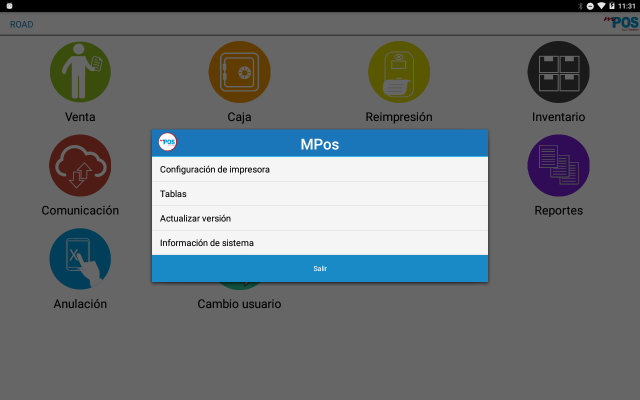 11:31
ROAD
POS
Venta
Caja
Reimpresión
Inventario
POS
MPos
Configuración de impresora
Tablas
Actualizar versión
Información de sistema
Salir
Comunicación
Reportes
X
Anulación
Cambio usuario